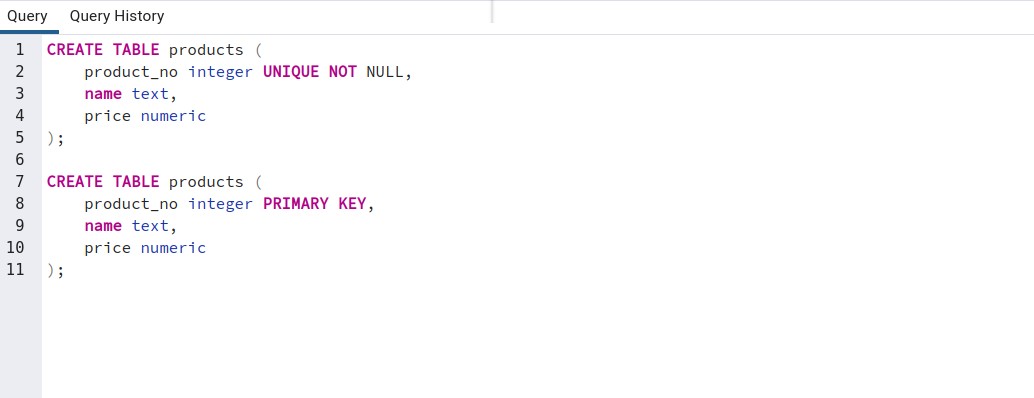 Query Query History
1 CREATE TABLE products (
2 product_no integer UNIQUE NOT NULL,
3 name text,
4 price numeric
5 );
6
7 CREATE TABLE products (
8 product_no integer PRIMARY KEY,
9 name text,
10 price numeric
11 );